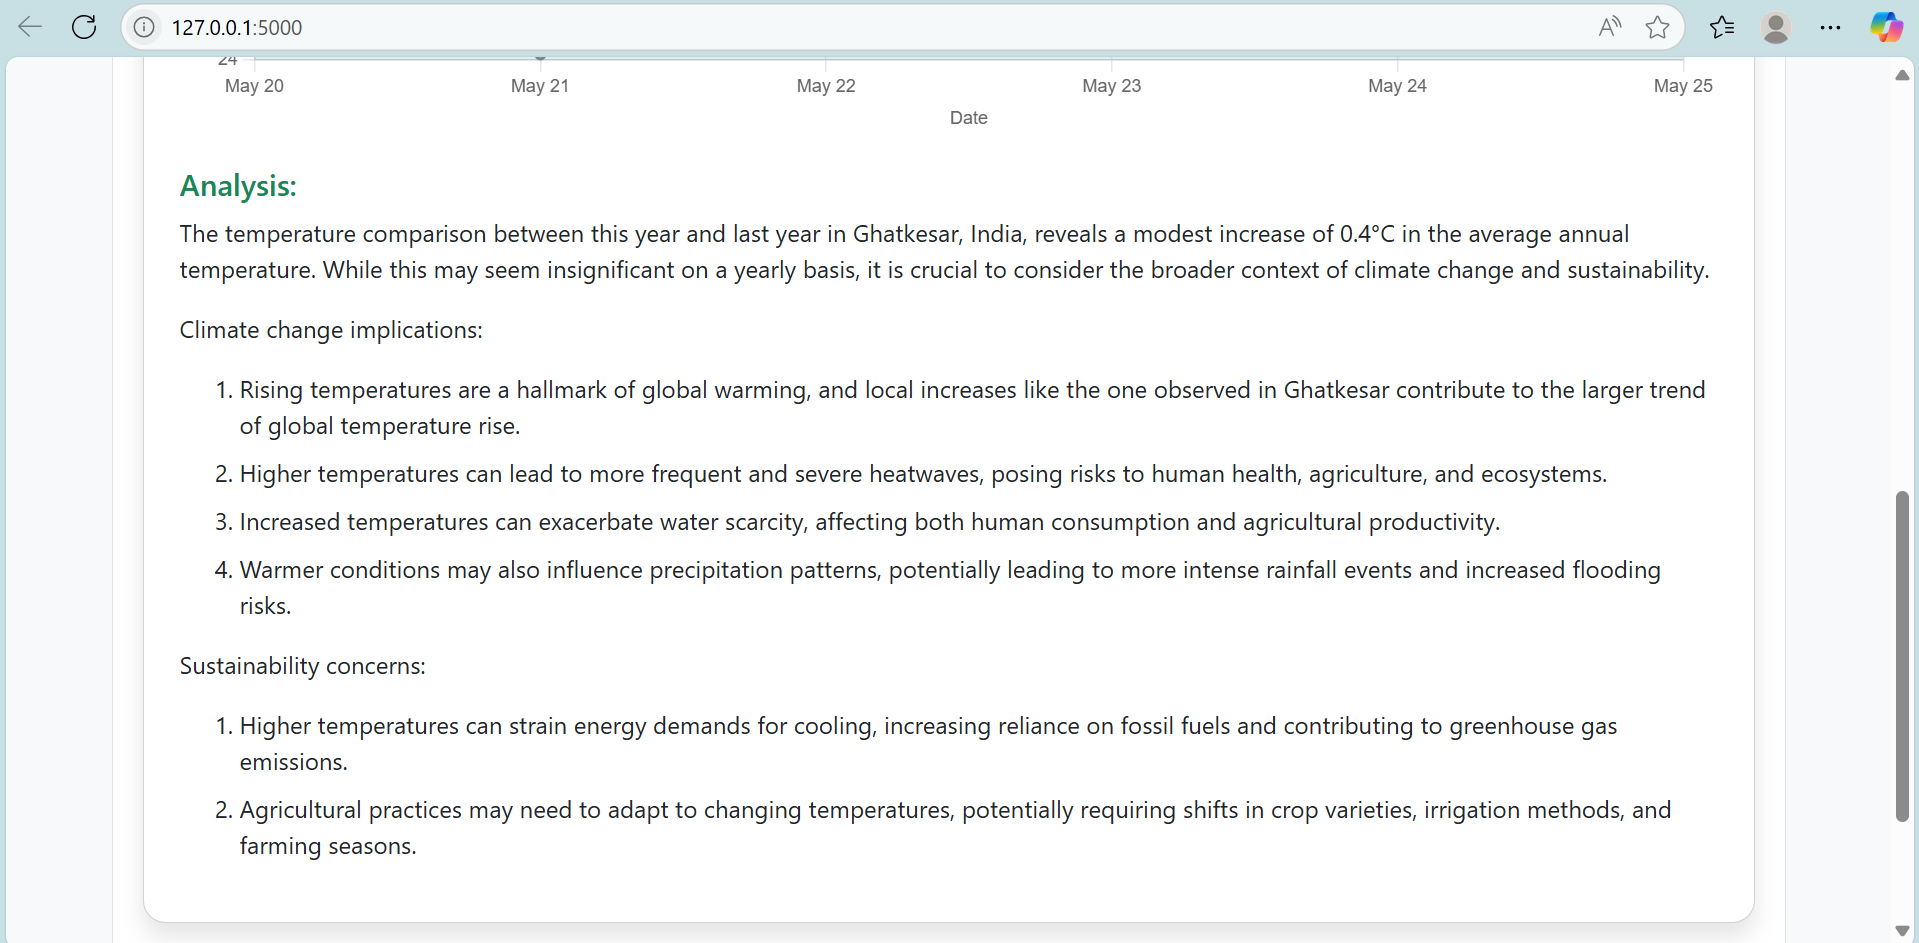 127.0.0.1:5000
24
May 20 May 21 May 22 May 23 May 24 May 25
Date
Analysis:
The temperature comparison between this year and last year in Ghatkesar, India, reveals a modest increase of 0.4°C in the average annual
temperature. While this may seem insignificant on a yearly basis, it is crucial to consider the broader context of climate change and sustainability.
Climate change implications:
1. Rising temperatures are a hallmark of global warming, and local increases like the one observed in Ghatkesar contribute to the larger trend
of global temperature rise.
2. Higher temperatures can lead to more frequent and severe heatwaves, posing risks to human health, agriculture, and ecosystems.
3. Increased temperatures can exacerbate water scarcity, affecting both human consumption and agricultural productivity.
4. Warmer conditions may also influence precipitation patterns, potentially leading to more intense rainfall events and increased flooding
risks.
Sustainability concerns:
1. Higher temperatures can strain energy demands for cooling, increasing reliance on fossil fuels and contributing to greenhouse gas
emissions.
2. Agricultural practices may need to adapt to changing temperatures, potentially requiring shifts in crop varieties, irrigation methods, and
farming seasons.